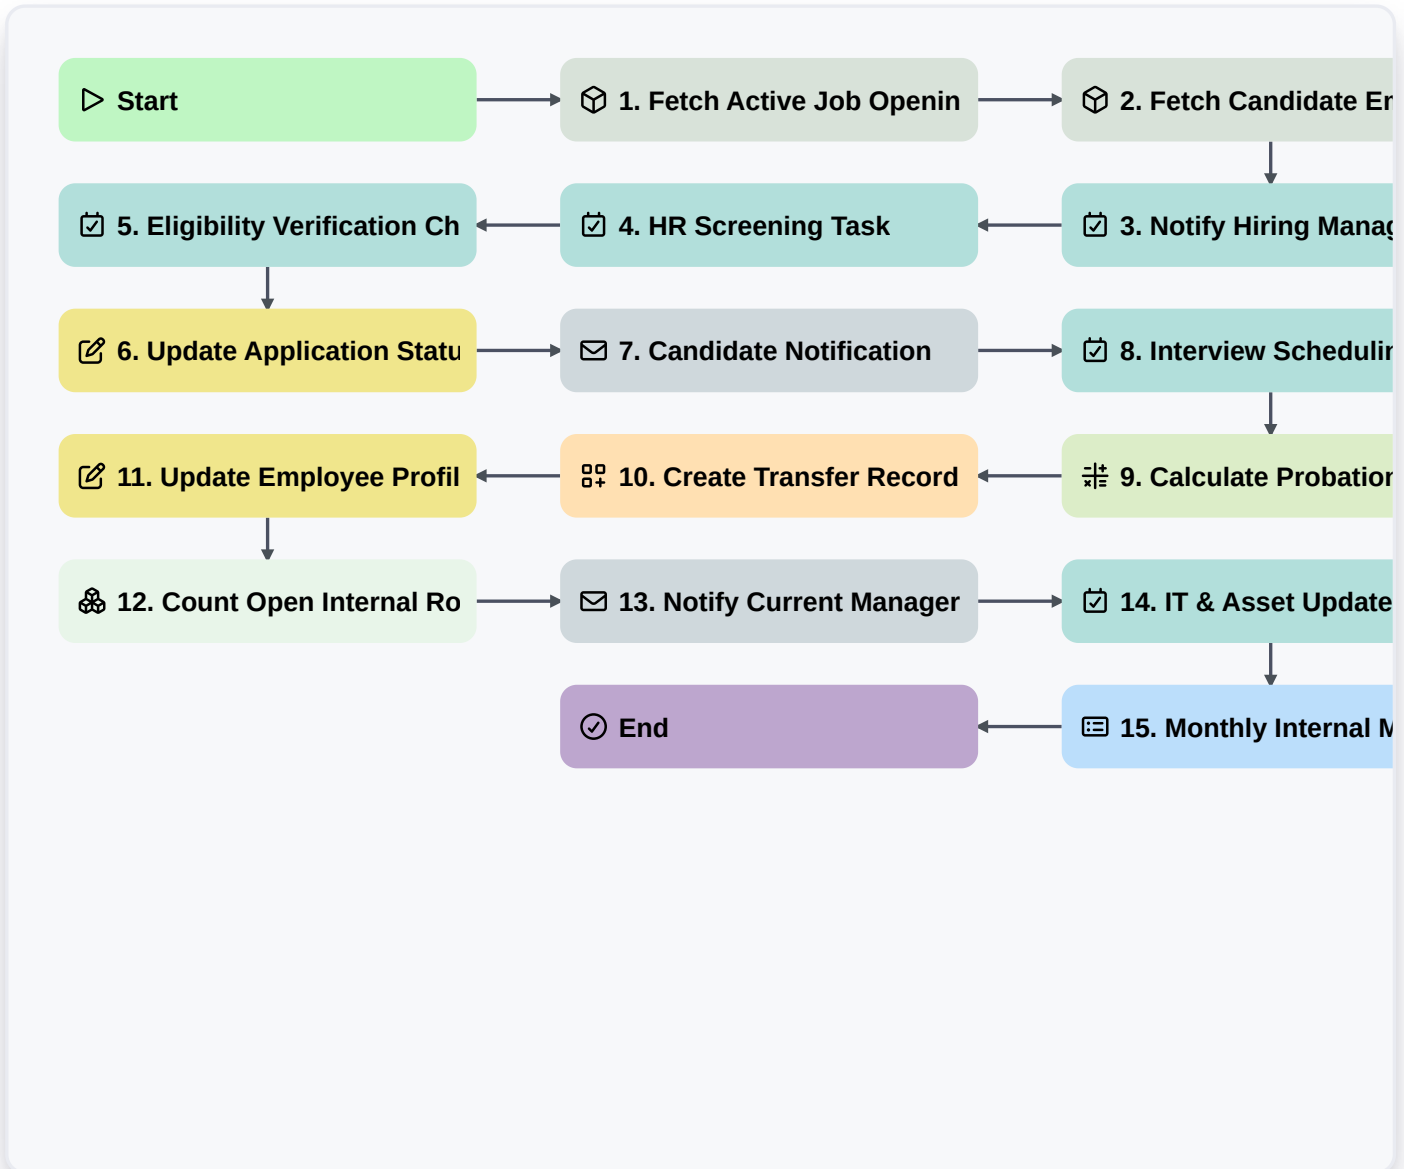 Start
1. Fetch Active Job Openin
2. Fetch Candidate En
5. Eligibility Verification Ch
4. HR Screening Task
3. Notify Hiring Manag
6. Update Application Statu
7. Candidate Notification
8. Interview Schedulin
11. Update Employee Profil
10. Create Transfer Record
9. Calculate Probation
12. Count Open Internal Ro
13. Notify Current Manager
14. IT & Asset Update
End
15. Monthly Internal M